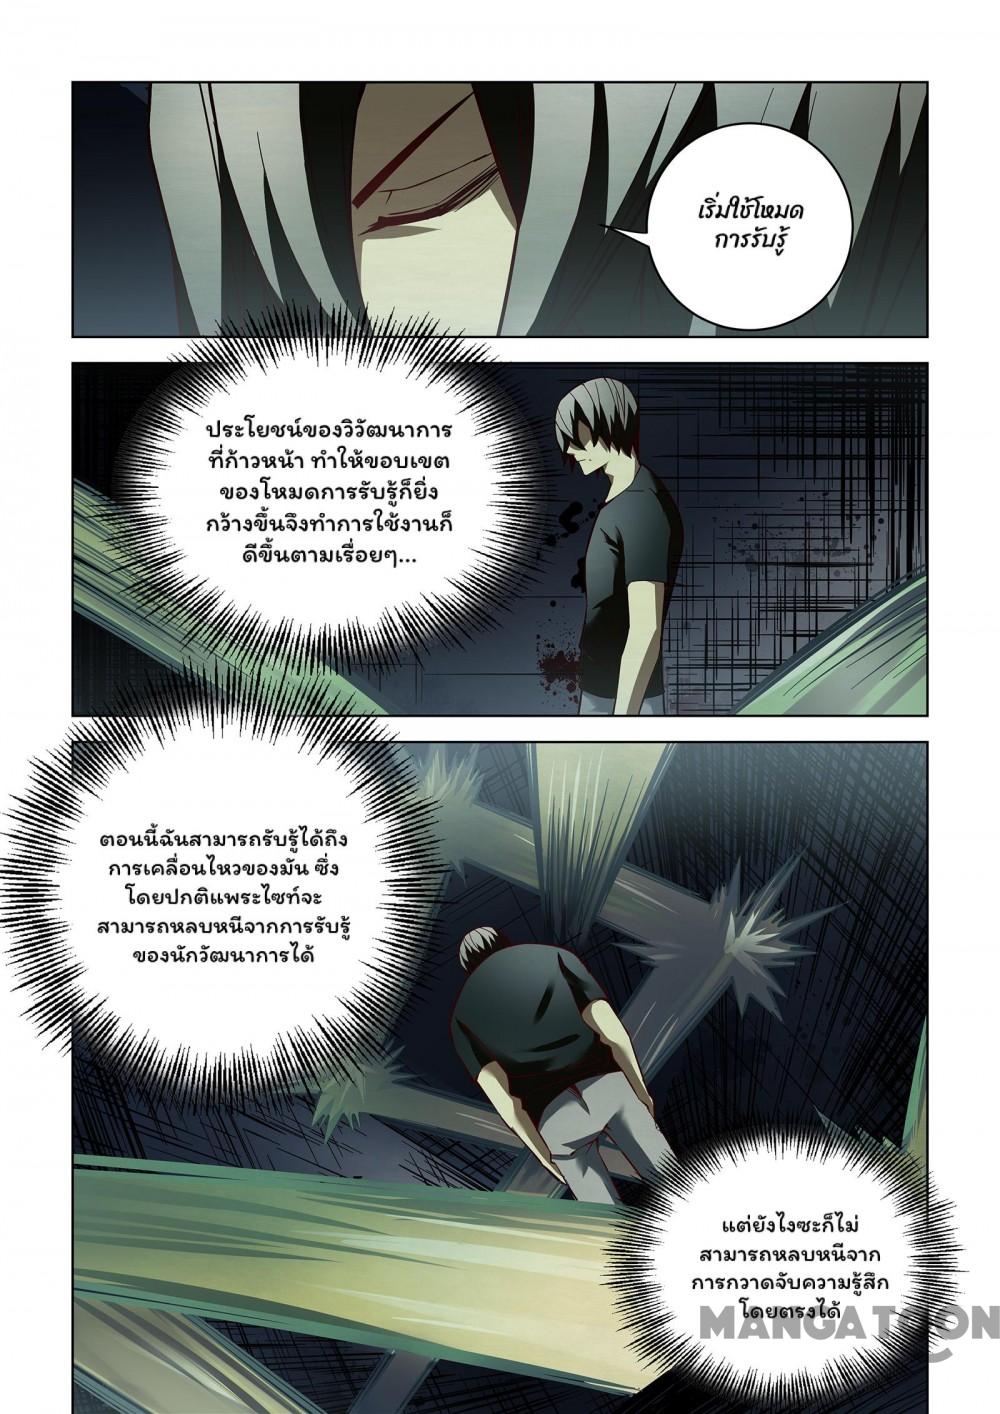 เริ่มใช้โหมด
การรับรู้
ประโยชน์ของวิวัฒนาการ
ที่ก้าวหน้า ทำให้ขอบเขต
ของโหมดการรับรู้ก็ยิ่ง
กว้างขึ้นจึงทำการใช้งานก็
ดีขึ้นตามเรื่อยๆ...
ตอนนี้ฉันสามารถรับรู้ได้ถึง
การเคลื่อนไหวของมัน ซึ่ง
โดยปกติแพระไซท์จะ
สามารถหลบหนีจากการรับรู้
ของนักวัฒนาการได้
แต่ยังไงซะก็ไม่
สามารถหลบหนีจาก
การกวาดจับความรู้สึก
โดยตรงได้
MANGATOON